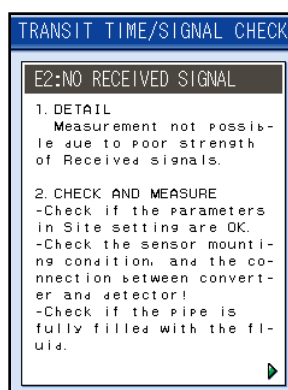 TRANSIT TIME/SIGNAL CHECK
E2:NO RECEIVED SIGNAL
1. DETAIL
Measurement not possib-
le due to poor strength
of Received signals.
2. CHECK AND MEASURE
-Check if the parameters
in Site setting are OK.
-Check the sensor mounti-
ng condition, and the co-
nnection between convert-
er and detector!
-Check if the pipe is
fully filled with the fl-
uid.